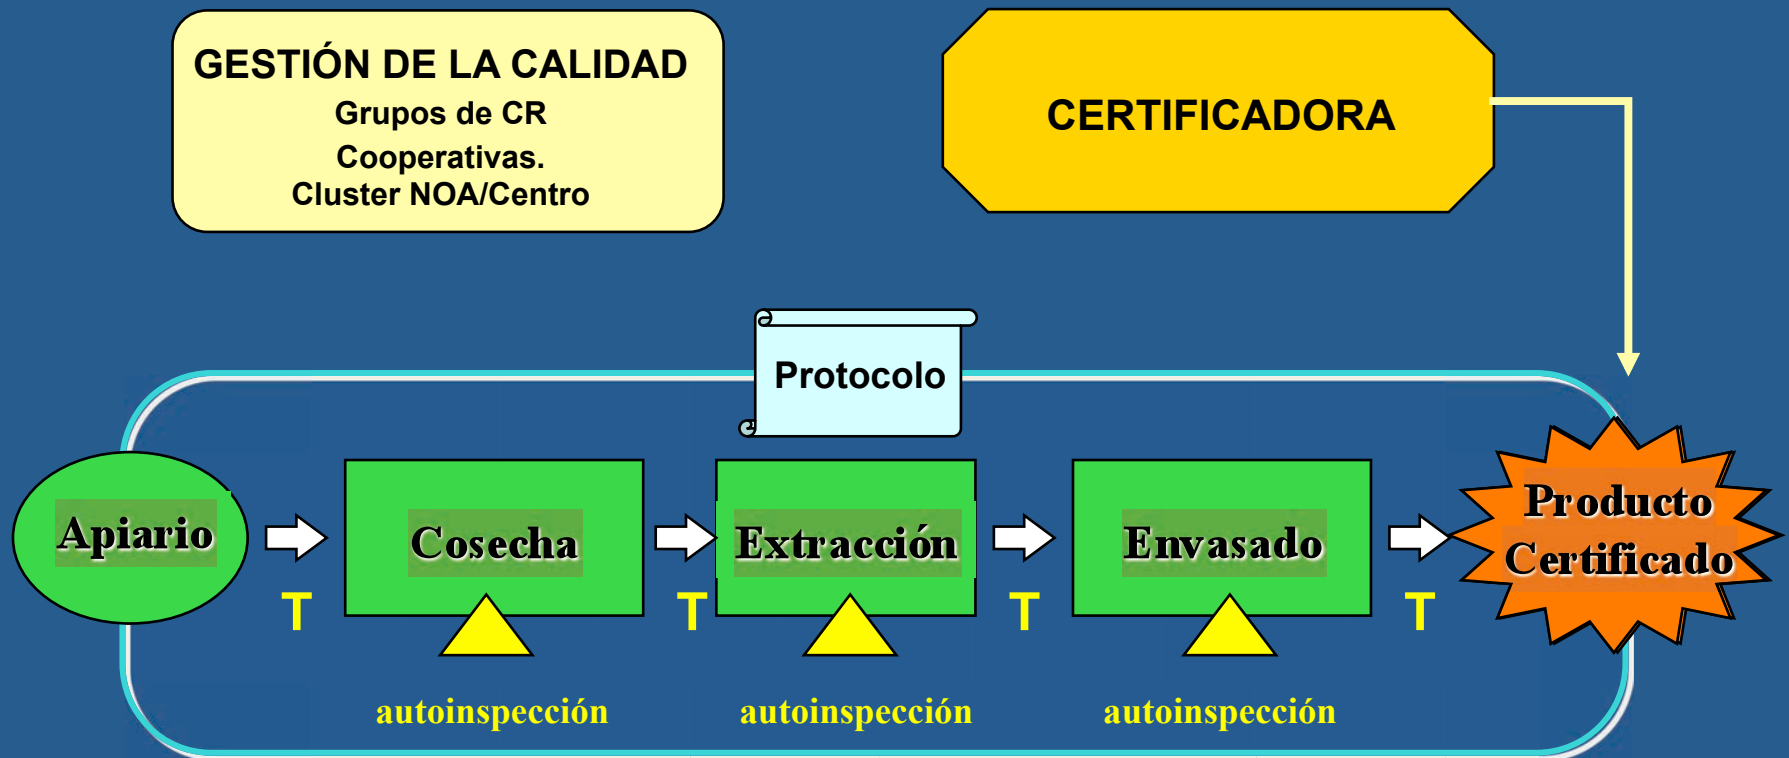 GESTIÓN DE LA CALIDAD
Grupos de CR
Cooperativas.
Cluster NOA/Centro
CERTIFICADORA
Protocolo
Apiario
Cosecha
Extracción
Envasado
Producto
Certificado
T
T
T
T
autoinspección
autoinspección
autoinspección